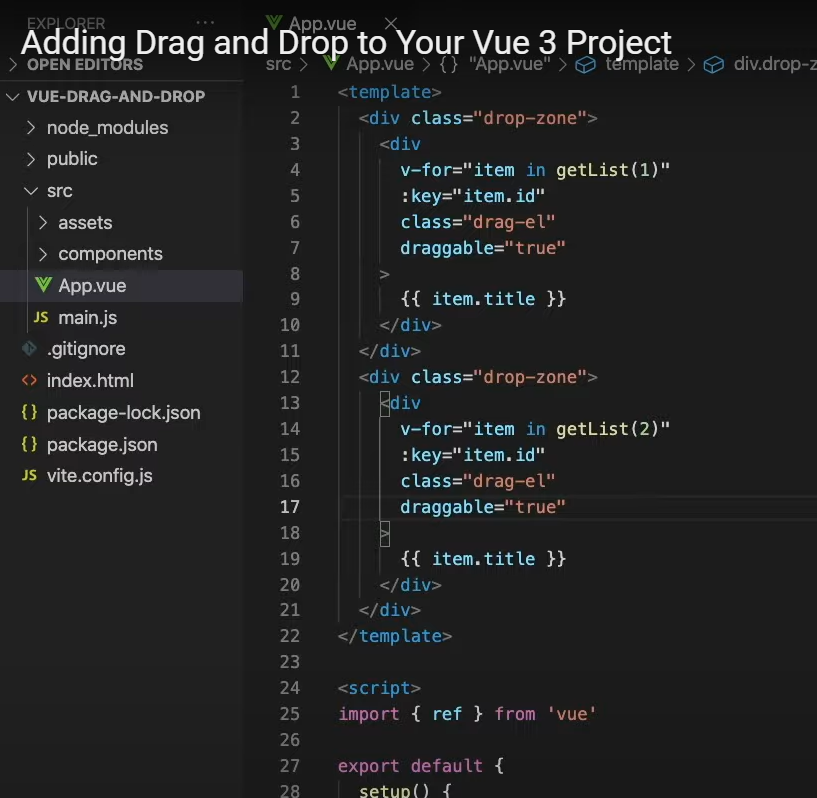 EXPLORER ...
App.vue
Adding Drag and Drop to Your Vue 3 Project
OPEN EDITORS
src > App.vue > {} "App.vue" > template > div.drop-z
VUE-DRAG-AND-DROP
node_modules
public
src
assets
components
App.vue
JS main.js
.gitignore
<> index.html
{} package-lock.json
{} package.json
JS vite.config.js
1 <template>
2 <div class="drop-zone">
3 <div
4 v-for="item in getList(1)"
5 :key="item.id"
6 class="drag-el"
7 draggable="true"
8 >
9 {{ item.title }}
10 </div>
11 </div>
12 <div class="drop-zone">
13 <div
14 v-for="item in getList(2)"
15 :key="item.id"
16 class="drag-el"
17 draggable="true"
18 >
19 {{ item.title }}
20 </div>
21 </div>
22 </template>
23
24 <script>
25 import { ref } from 'vue'
26
27 export default {
28 setup() {